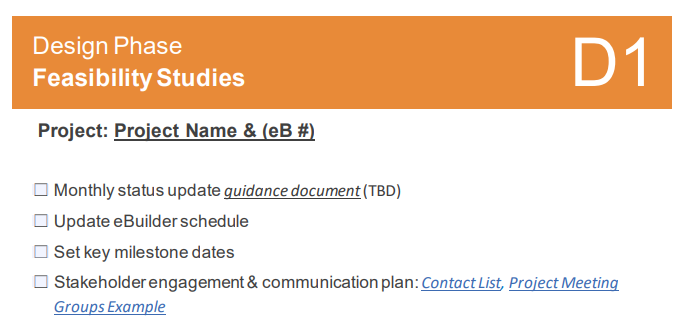 Design Phase
D1
Feasibility Studies
Project: Project Name & (eB #)
Monthly status update guidance document (TBD)
Update eBuilder schedule
Set key milestone dates
Stakeholder engagement & communication plan: Contact List, Project Meeting
Groups Example